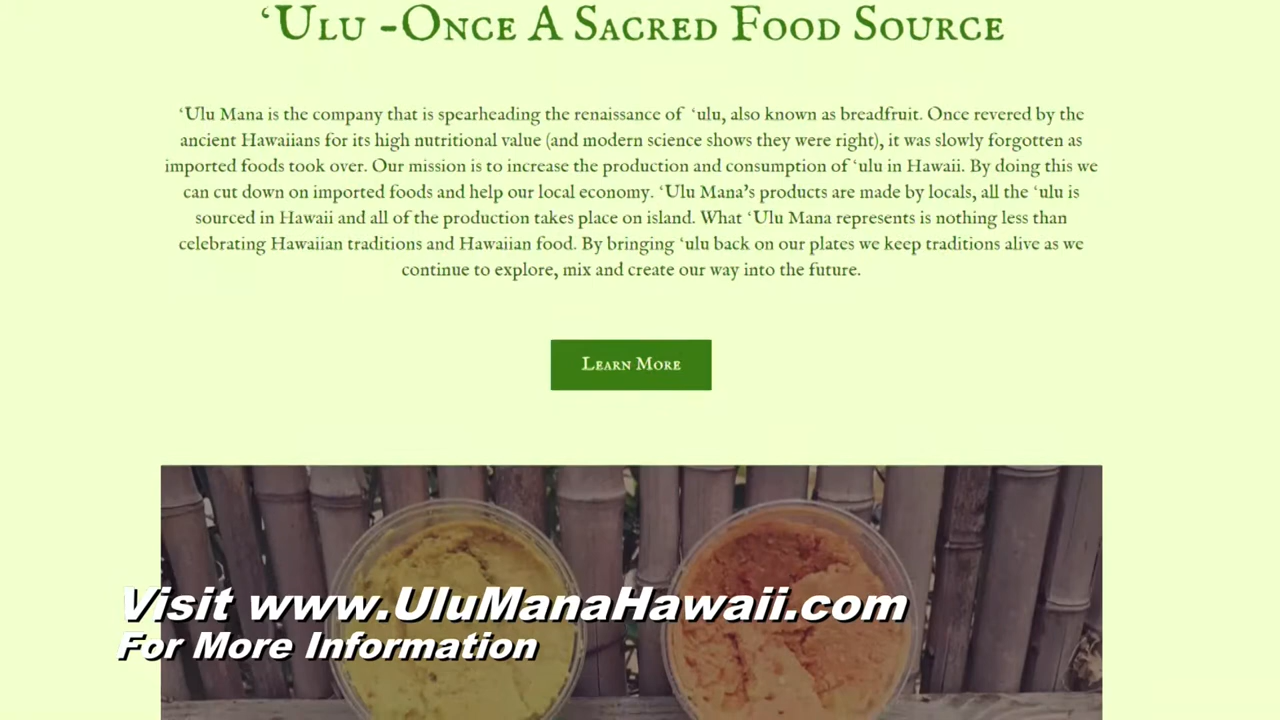 ‘Ulu -Once A Sacred Food Source
‘Ulu Mana is the company that is spearheading the renaissance of ‘ulu, also known as breadfruit. Once revered by the
ancient Hawaiians for its high nutritional value (and modern science shows they were right), it was slowly forgotten as
imported foods took over. Our mission is to increase the production and consumption of ‘ulu in Hawaii. By doing this we
can cut down on imported foods and help our local economy. ‘Ulu Mana’s products are made by locals, all the ‘ulu is
sourced in Hawaii and all of the production takes place on island. What ‘Ulu Mana represents is nothing less than
celebrating Hawaiian traditions and Hawaiian food. By bringing ‘ulu back on our plates we keep traditions alive as we
continue to explore, mix and create our way into the future.
Learn More
Visit www.UluManaHawaii.com
For More Information